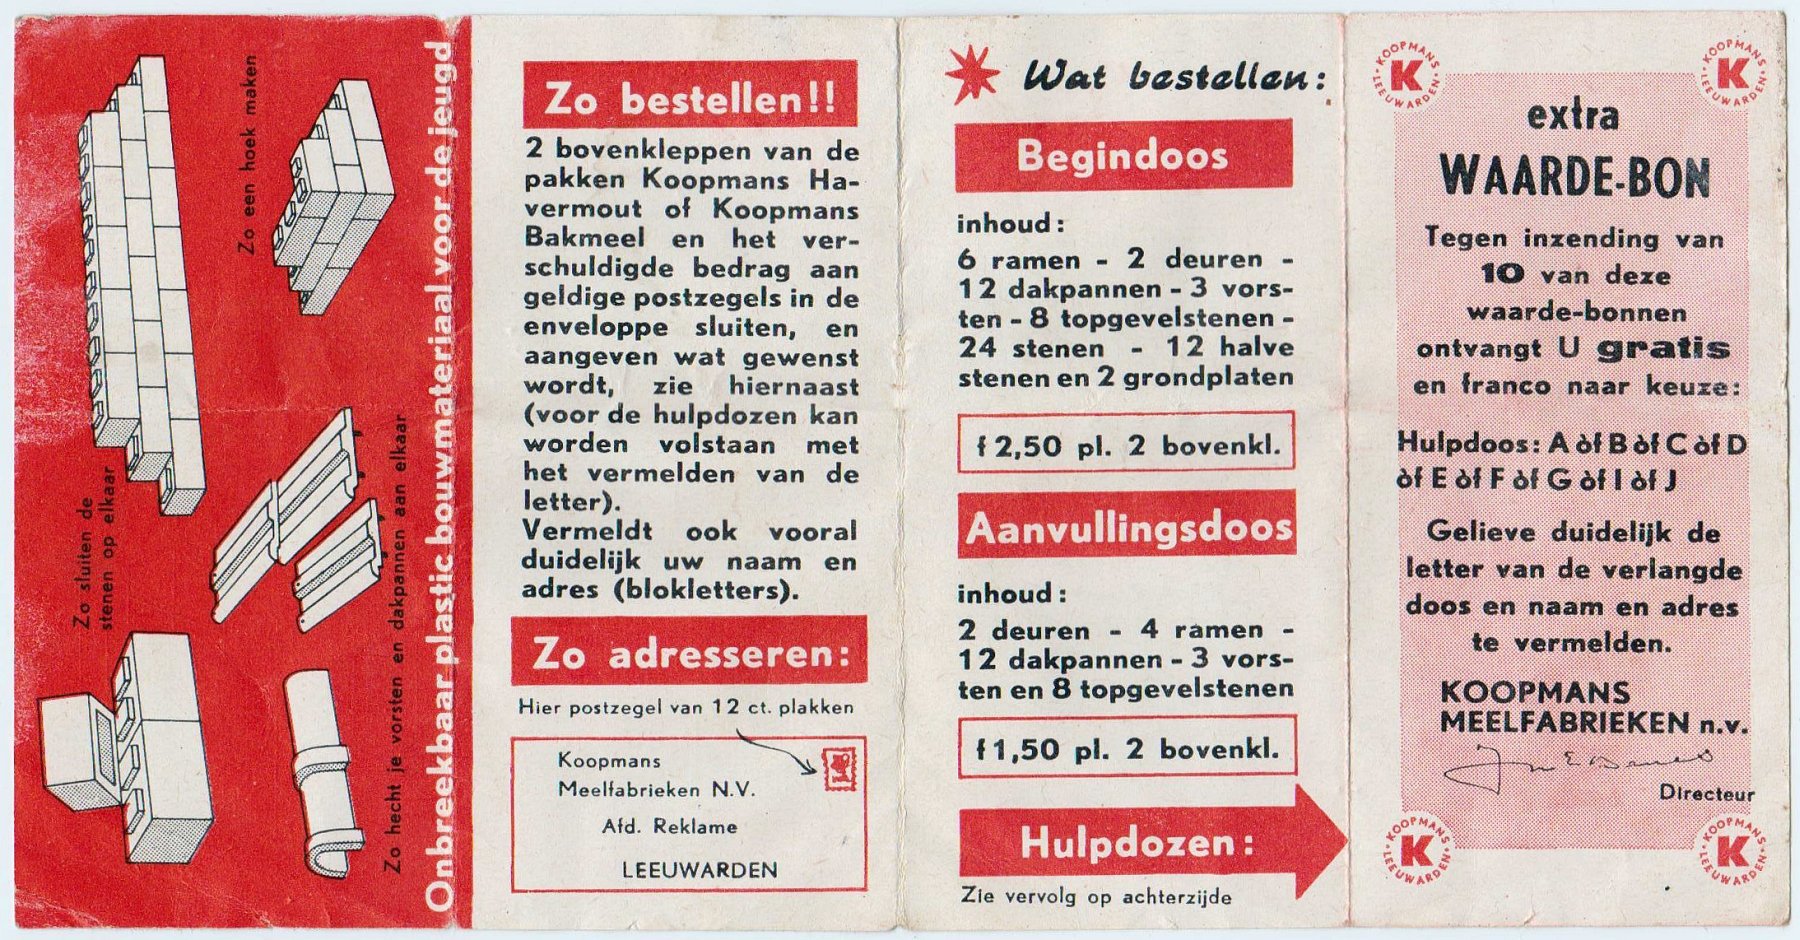 Onbreekbaar plastic bouwmateriaal voor de jeugd
Zo sluiten de
stenen op elkaar
Zo een hoek maken
Zo hecht je vorsten en dakpannen aan elkaar
Zo bestellen!!
2 bovenkleppen van de
pakken Koopmans Ha-
vermout of Koopmans
Bakmeel en het ver-
schuldigde bedrag aan
geldige postzegels in de
enveloppe sluiten, en
aangeven wat gewenst
wordt, zie hiernaast
(voor de hulpdozen kan
worden volstaan met
het vermelden van de
letter).
Vermeldt ook vooral
duidelijk uw naam en
adres (blokletters).
Zo adresseren:
Hier postzegel van 12 ct. plakken
Koopmans
Meelfabrieken N.V.
Afd. Reklame
LEEUWARDEN
Wat bestellen:
Begindoos
inhoud:
6 ramen - 2 deuren -
12 dakpannen - 3 vors-
ten - 8 topgevelstenen -
24 stenen - 12 halve
stenen en 2 grondplaten
f 2,50 pl. 2 bovenkl.
Aanvullingsdoos
inhoud:
2 deuren - 4 ramen -
12 dakpannen - 3 vors-
ten en 8 topgevelstenen
f 1,50 pl. 2 bovenkl.
Hulpdozen:
Zie vervolg op achterzijde
KOOPMANS K LEEUWARDEN
KOOPMANS K LEEUWARDEN
extra
WAARDE-BON
Tegen inzending van
10 van deze
waarde-bonnen
ontvangt U gratis
en franco naar keuze:
Hulpdoos: A òf B òf C òf D
òf E òf F òf G òf I òf J
Gelieve duidelijk de
letter van de verlangde
doos en naam en adres
te vermelden.
KOOPMANS
MEELFABRIEKEN n.v.
Directeur
KOOPMANS K LEEUWARDEN
KOOPMANS K LEEUWARDEN